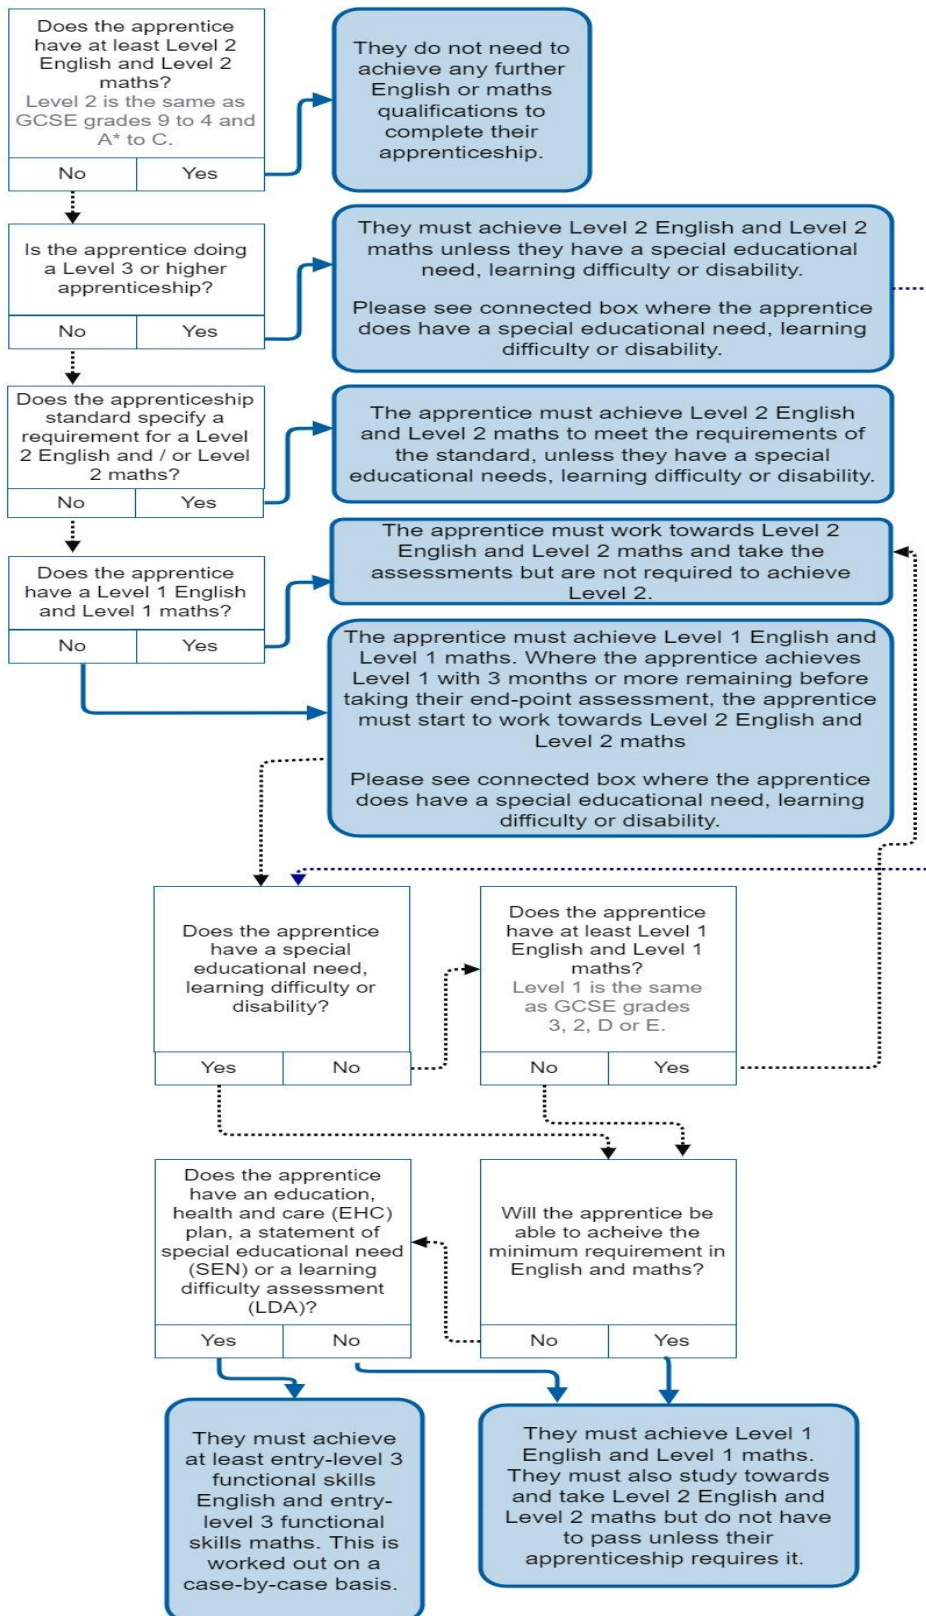 Does the apprentice
have at least Level 2
English and Level 2
maths?
Level 2 is the same as
GCSE grades 9 to 4 and
A* to C.
No
Yes
They do not need to
achieve any further
English or maths
qualifications to
complete their
apprenticeship.
Is the apprentice doing
a Level 3 or higher
apprenticeship?
No
Yes
They must achieve Level 2 English and Level 2
maths unless they have a special educational
need, learning difficulty or disability.
Please see connected box where the apprentice
does have a special educational need, learning
difficulty or disability.
Does the apprenticeship
standard specify a
requirement for a Level
2 English and / or Level
2 maths?
No
Yes
The apprentice must achieve Level 2 English
and Level 2 maths to meet the requirements of
the standard, unless they have a special
educational needs, learning difficulty or disability.
Does the apprentice
have a Level 1 English
and Level 1 maths?
No
Yes
The apprentice must work towards Level 2
English and Level 2 maths and take the
assessments but are not required to achieve
Level 2.
The apprentice must achieve Level 1 English and
Level 1 maths. Where the apprentice achieves
Level 1 with 3 months or more remaining before
taking their end-point assessment, the apprentice
must start to work towards Level 2 English and
Level 2 maths
Please see connected box where the apprentice
does have a special educational need, learning
difficulty or disability.
Does the apprentice
have a special
educational need,
learning difficulty or
disability?
Yes
No
Does the apprentice
have at least Level 1
English and Level 1
maths?
Level 1 is the same
as GCSE grades
3, 2, D or E.
No
Yes
Does the apprentice
have an education,
health and care (EHC)
plan, a statement of
special educational need
(SEN) or a learning
difficulty assessment
(LDA)?
Yes
No
Will the apprentice be
able to acheive the
minimum requirement in
English and maths?
No
Yes
They must achieve
at least entry-level 3
functional skills
English and entry-
level 3 functional
skills maths. This is
worked out on a
case-by-case basis.
They must achieve Level 1
English and Level 1 maths.
They must also study towards
and take Level 2 English and
Level 2 maths but do not have
to pass unless their
apprenticeship requires it.